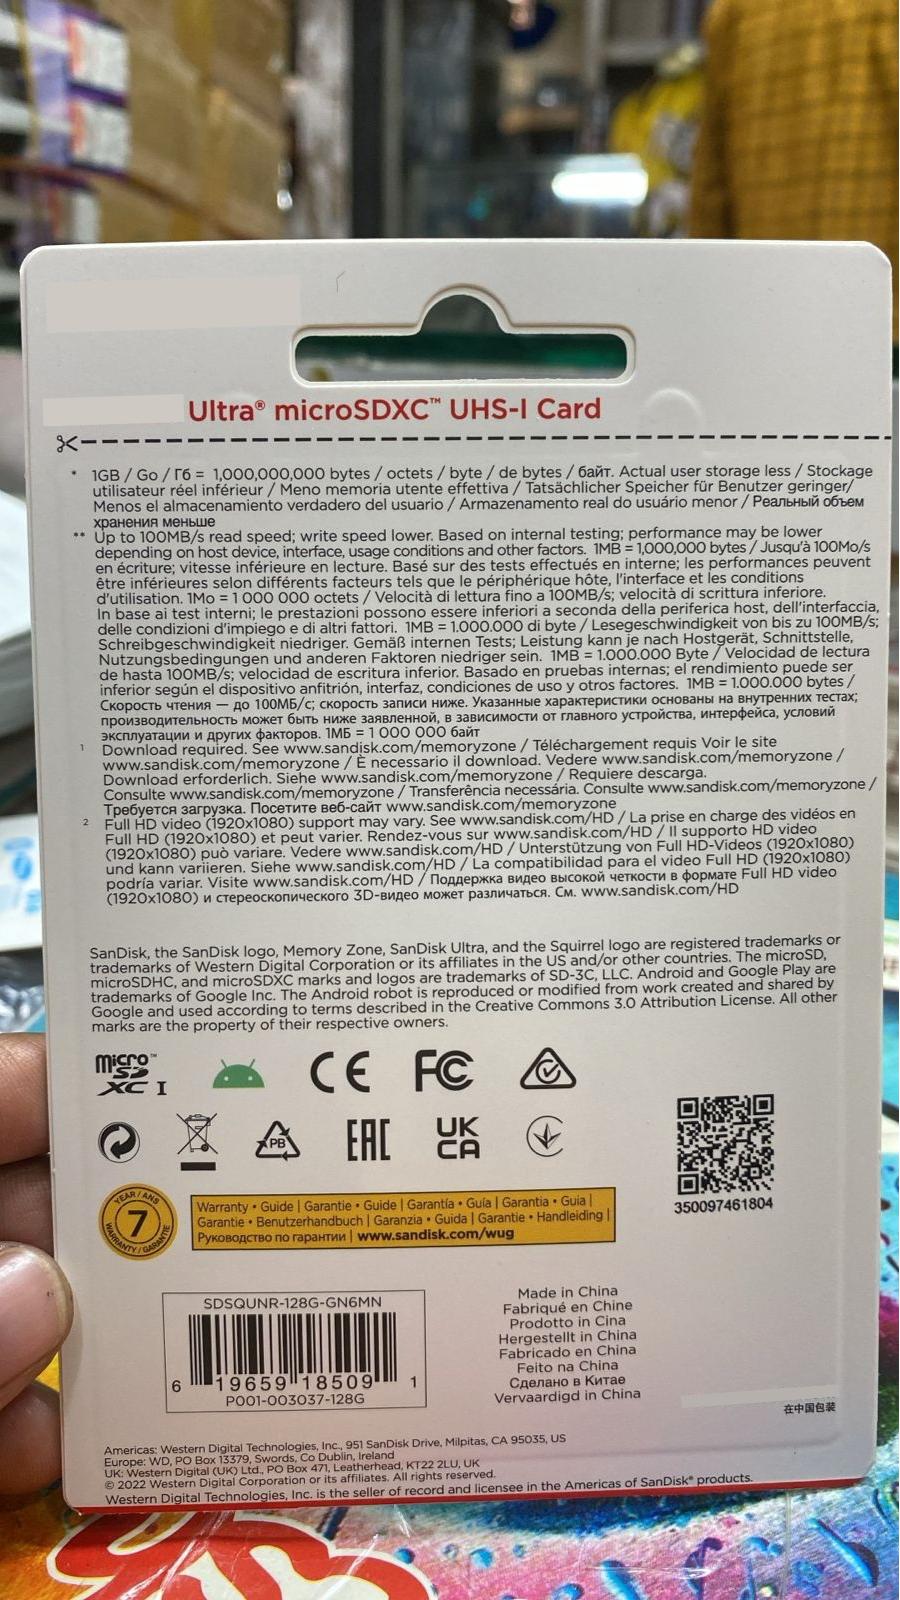 Ultra® microSDXC™ UHS-I Card
* 1GB / Go / Гб = 1,000,000,000 bytes / octets / byte / de bytes / байт. Actual user storage less / Stockage
utilisateur réel inférieur / Meno memoria utente effettiva / Tatsächlicher Speicher für Benutzer geringer/
Menos el almacenamiento verdadero del usuario / Armazenamento real do usuário menor / Реальный объем
хранения меньше
** Up to 100MB/s read speed; write speed lower. Based on internal testing; performance may be lower
depending on host device, interface, usage conditions and other factors. 1MB = 1,000,000 bytes / Jusqu'à 100Mo/s
en écriture; vitesse inférieure en lecture. Basé sur des tests effectués en interne; les performances peuvent
être inférieures selon différents facteurs tels que le périphérique hôte, l'interface et les conditions
d'utilisation. 1Mo = 1 000 000 octets / Velocità di lettura fino a 100MB/s; velocità di scrittura inferiore.
In base ai test interni; le prestazioni possono essere inferiori a seconda della periferica host, dell'interfaccia,
delle condizioni d'impiego e di altri fattori. 1MB = 1.000.000 di byte / Lesegeschwindigkeit von bis zu 100MB/s;
Schreibgeschwindigkeit niedriger. Gemäß internen Tests; Leistung kann je nach Hostgerät, Schnittstelle,
Nutzungsbedingungen und anderen Faktoren niedriger sein. 1MB = 1.000.000 Byte / Velocidad de lectura
de hasta 100MB/s; velocidad de escritura inferior. Basado en pruebas internas; el rendimiento puede ser
inferior según el dispositivo anfitrión, interfaz, condiciones de uso y otros factores. 1MB = 1.000.000 bytes /
Скорость чтения — до 100МБ/с; скорость записи ниже. Указанные характеристики основаны на внутренних тестах;
производительность может быть ниже заявленной, в зависимости от главного устройства, интерфейса, условий
эксплуатации и других факторов. 1МБ = 1 000 000 байт
1 Download required. See www.sandisk.com/memoryzone / Téléchargement requis Voir le site
www.sandisk.com/memoryzone / È necessario il download. Vedere www.sandisk.com/memoryzone /
Download erforderlich. Siehe www.sandisk.com/memoryzone / Requiere descarga.
Consulte www.sandisk.com/memoryzone / Transferência necessária. Consulte www.sandisk.com/memoryzone /
Требуется загрузка. Посетите веб-сайт www.sandisk.com/memoryzone
2 Full HD video (1920x1080) support may vary. See www.sandisk.com/HD / La prise en charge des vidéos en
Full HD (1920x1080) et peut varier. Rendez-vous sur www.sandisk.com/HD / Il supporto HD video
(1920x1080) può variare. Vedere www.sandisk.com/HD / Unterstützung von Full HD-Videos (1920x1080)
und kann variieren. Siehe www.sandisk.com/HD / La compatibilidad para el video Full HD (1920x1080)
podría variar. Visite www.sandisk.com/HD / Поддержка видео высокой четкости в формате Full HD video
(1920x1080) и стереоскопического 3D-видео может различаться. См. www.sandisk.com/HD
SanDisk, the SanDisk logo, Memory Zone, SanDisk Ultra, and the Squirrel logo are registered trademarks or
trademarks of Western Digital Corporation or its affiliates in the US and/or other countries. The microSD,
microSDHC, and microSDXC marks and logos are trademarks of SD-3C, LLC. Android and Google Play are
trademarks of Google Inc. The Android robot is reproduced or modified from work created and shared by
Google and used according to terms described in the Creative Commons 3.0 Attribution License. All other
marks are the property of their respective owners.
micro™ SD XC I CE FC
PB EAC UK CA
350097461804
YEAR / ANS 7 WARRANTY / GARANTIE
Warranty • Guide | Garantie • Guide | Garantía • Guía | Garantia • Guia |
Garantie • Benutzerhandbuch | Garanzia • Guida | Garantie • Handleiding |
Руководство по гарантии | www.sandisk.com/wug
SDSQUNR-128G-GN6MN
6 19659 18509 1
P001-003037-128G
Made in China
Fabriqué en Chine
Prodotto in Cina
Hergestellt in China
Fabricado en China
Feito na China
Сделано в Китае
Vervaardigd in China
在中国包装
Americas: Western Digital Technologies, Inc., 951 SanDisk Drive, Milpitas, CA 95035, US
Europe: WD, PO Box 13379, Swords, Co Dublin, Ireland
UK: Western Digital (UK) Ltd., PO Box 471, Leatherhead, KT22 2LU, UK
© 2022 Western Digital Corporation or its affiliates. All rights reserved.
Western Digital Technologies, Inc. is the seller of record and licensee in the Americas of SanDisk® products.